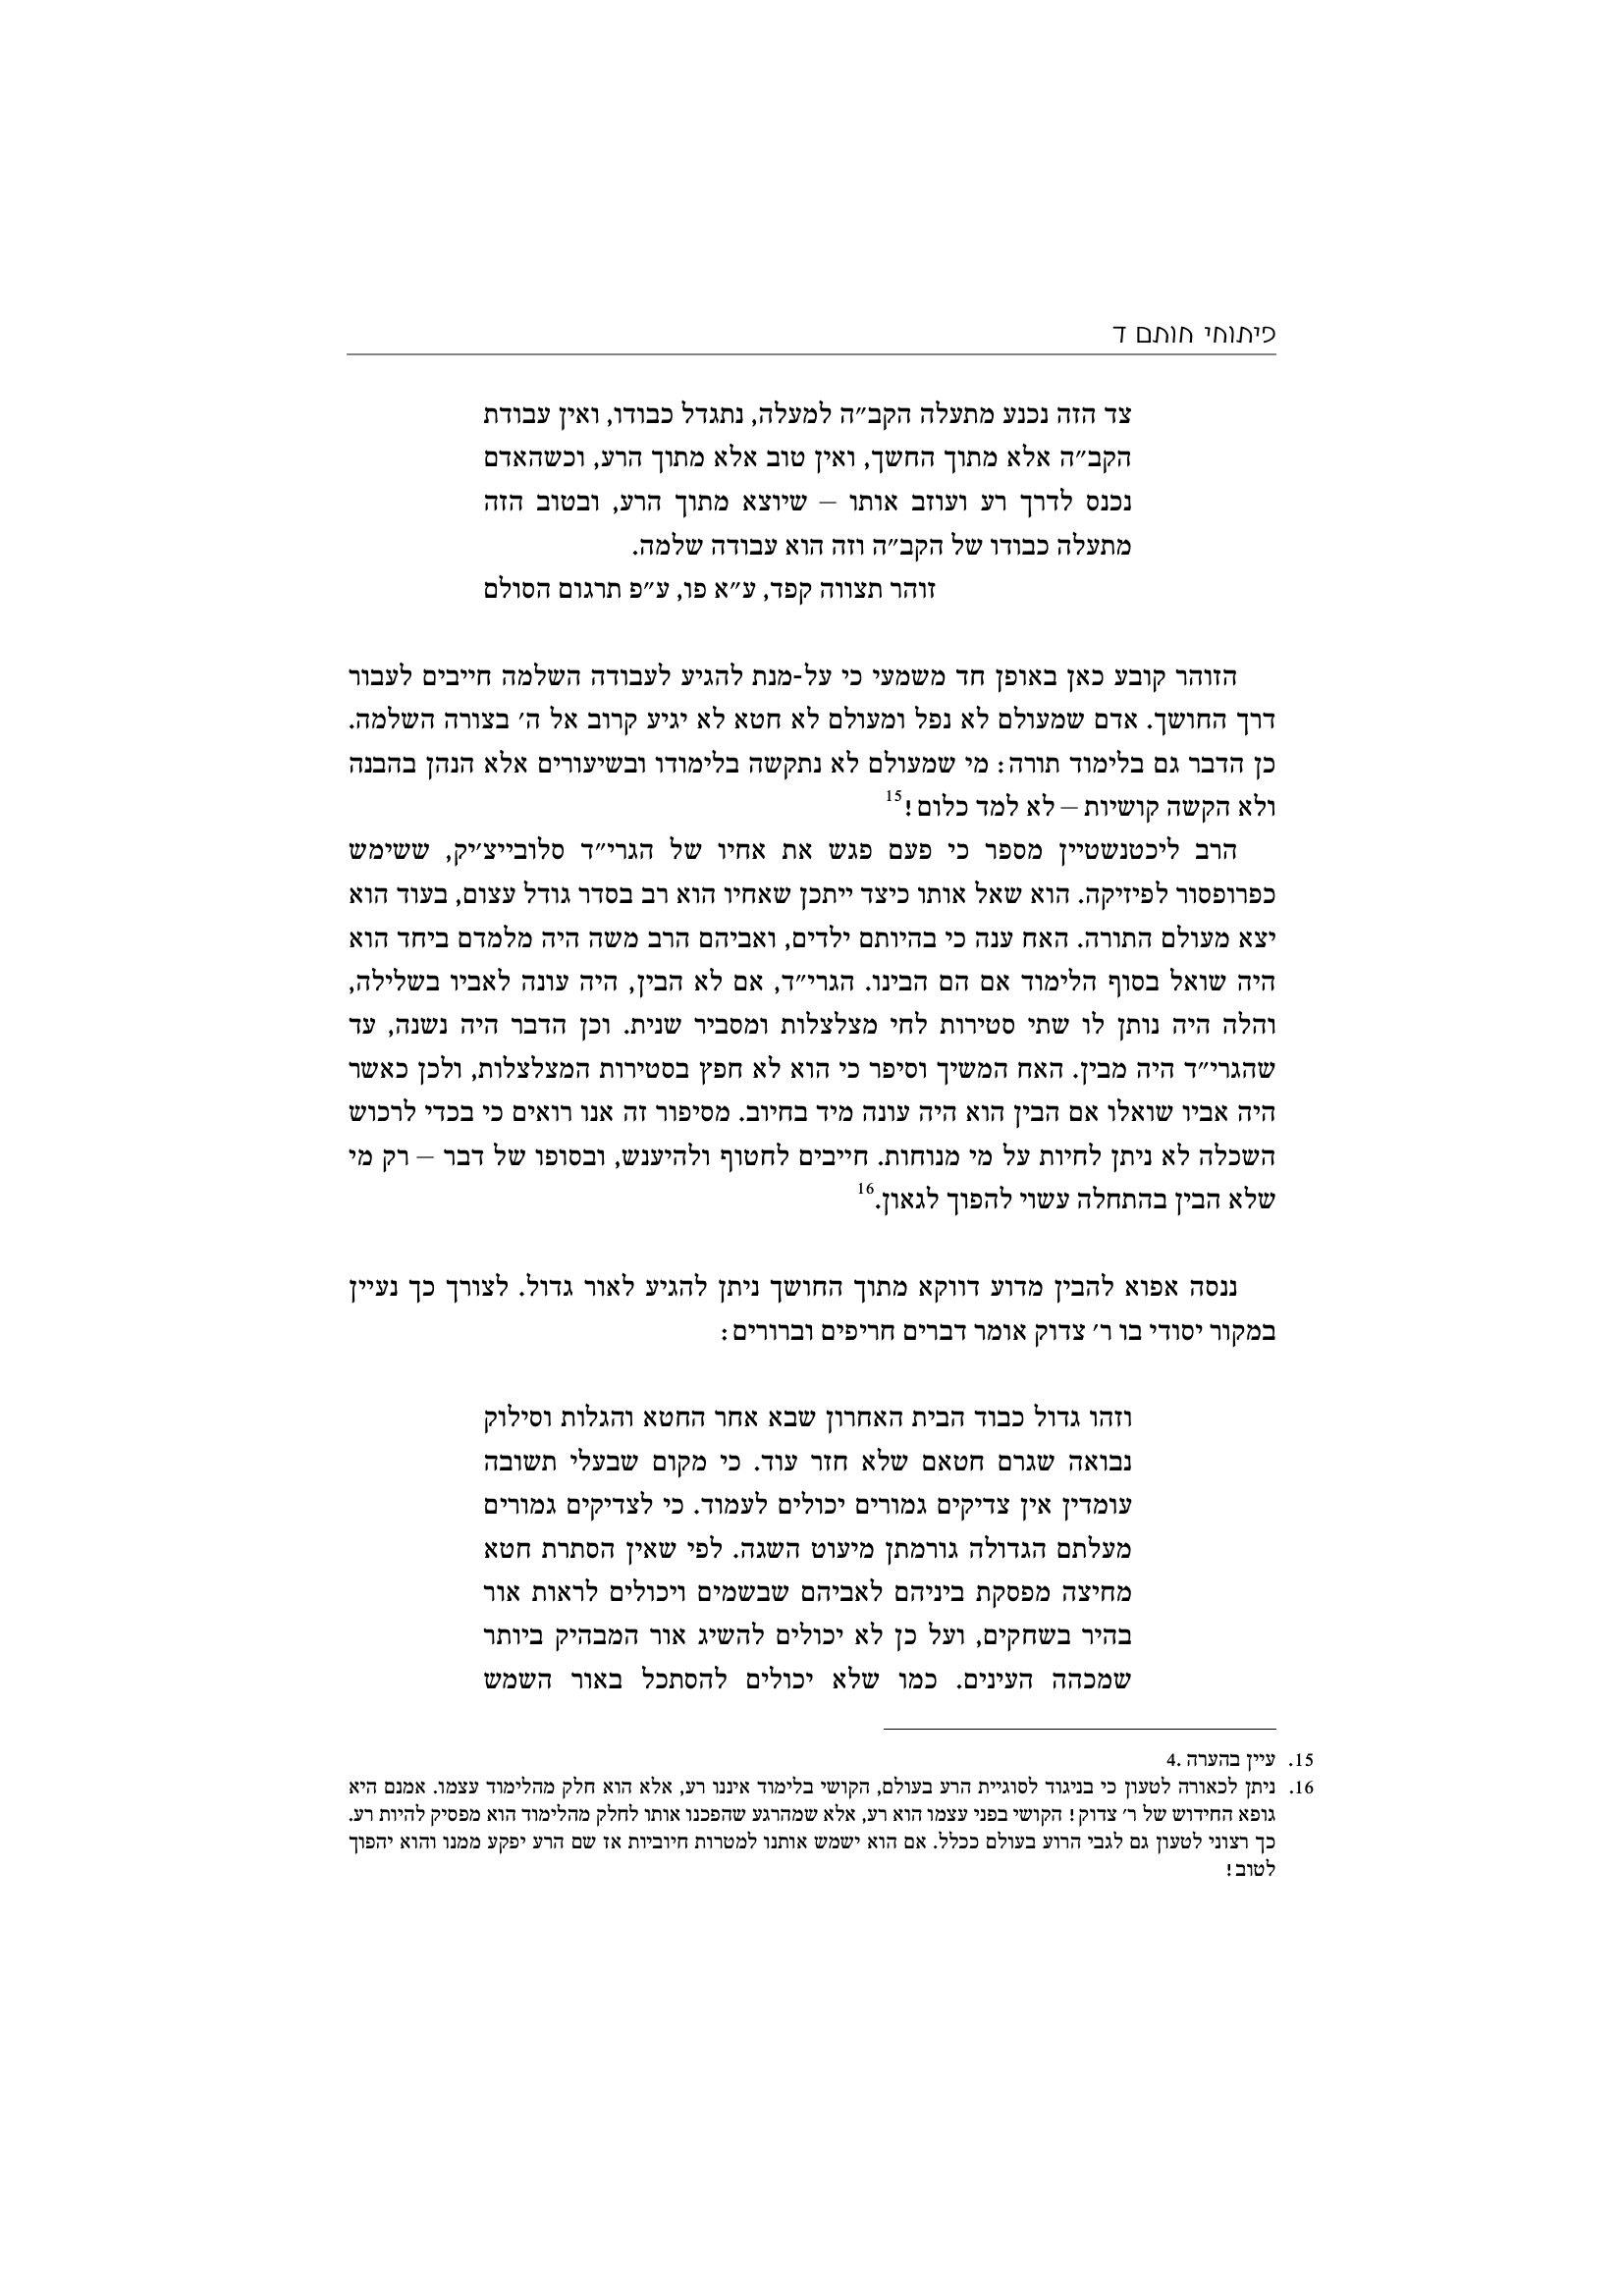 פיתוחי חותם ד
צד הזה נכנע מתעלה הקב״ה למעלה, נתגדל כבודו, ואין עבודת
הקב״ה אלא מתוך החשך, ואין טוב אלא מתוך הרע, וכשהאדם
נכנס לדרך רע ועוזב אותו – שיוצא מתוך הרע, ובטוב הזה
מתעלה כבודו של הקב״ה וזה הוא עבודה שלמה.
זוהר תצווה קפד, ע״א פו, ע״פ תרגום הסולם
הזוהר קובע כאן באופן חד משמעי כי על-מנת להגיע לעבודה השלמה חייבים לעבור
דרך החושך. אדם שמעולם לא נפל ומעולם לא חטא לא יגיע קרוב אל ה׳ בצורה השלמה.
כן הדבר גם בלימוד תורה: מי שמעולם לא נתקשה בלימודו ובשיעורים אלא הנהן בהבנה
ולא הקשה קושיות – לא למד כלום!15
הרב ליכטנשטיין מספר כי פעם פגש את אחיו של הגרי״ד סלובייצ׳יק, ששימש
כפרופסור לפיזיקה. הוא שאל אותו כיצד ייתכן שאחיו הוא רב בסדר גודל עצום, בעוד הוא
יצא מעולם התורה. האח ענה כי בהיותם ילדים, ואביהם הרב משה היה מלמדם ביחד הוא
היה שואל בסוף הלימוד אם הם הבינו. הגרי״ד, אם לא הבין, היה עונה לאביו בשלילה,
והלה היה נותן לו שתי סטירות לחי מצלצלות ומסביר שנית. וכן הדבר היה נשנה, עד
שהגרי״ד היה מבין. האח המשיך וסיפר כי הוא לא חפץ בסטירות המצלצלות, ולכן כאשר
היה אביו שואלו אם הבין הוא היה עונה מיד בחיוב. מסיפור זה אנו רואים כי בכדי לרכוש
השכלה לא ניתן לחיות על מי מנוחות. חייבים לחטוף ולהיענש, ובסופו של דבר – רק מי
שלא הבין בהתחלה עשוי להפוך לגאון.16
ננסה אפוא להבין מדוע דווקא מתוך החושך ניתן להגיע לאור גדול. לצורך כך נעיין
במקור יסודי בו ר׳ צדוק אומר דברים חריפים וברורים:
וזהו גדול כבוד הבית האחרון שבא אחר החטא והגלות וסילוק
נבואה שגרם חטאם שלא חזר עוד. כי מקום שבעלי תשובה
עומדין אין צדיקים גמורים יכולים לעמוד. כי לצדיקים גמורים
מעלתם הגדולה גורמתן מיעוט השגה. לפי שאין הסתרת חטא
מחיצה מפסקת ביניהם לאביהם שבשמים ויכולים לראות אור
בהיר בשחקים, ועל כן לא יכולים להשיג אור המבהיק ביותר
שמכהה העינים. כמו שלא יכולים להסתכל באור השמש
15. עיין בהערה 4.
16. ניתן לכאורה לטעון כי בניגוד לסוגיית הרע בעולם, הקושי בלימוד איננו רע, אלא הוא חלק מהלימוד עצמו. אמנם היא
גופא החידוש של ר׳ צדוק! הקושי בפני עצמו הוא רע, אלא שמהרגע שהפכנו אותו לחלק מהלימוד הוא מפסיק להיות רע.
כך רצוני לטעון גם לגבי הרוע בעולם ככלל. אם הוא ישמש אותנו למטרות חיוביות אז שם הרע יפקע ממנו והוא יהפוך
לטוב!